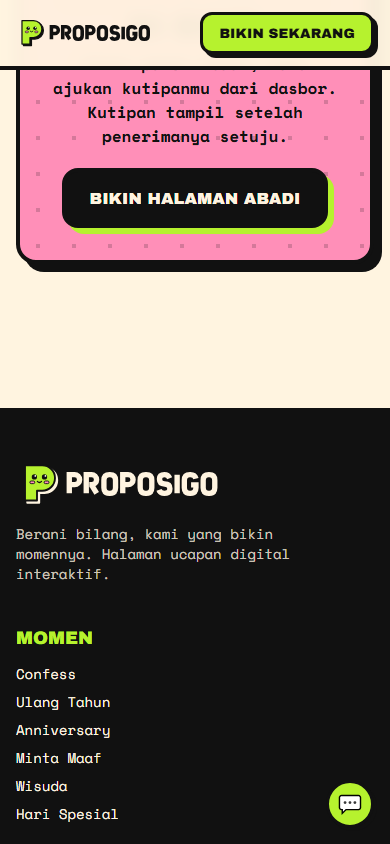 PROPOSIGO
BIKIN SEKARANG
ajukan kutipanmu dari dasbor.
Kutipan tampil setelah
penerimanya setuju.
BIKIN HALAMAN ABADI
PROPOSIGO
Berani bilang, kami yang bikin
momennya. Halaman ucapan digital
interaktif.
MOMEN
Confess
Ulang Tahun
Anniversary
Minta Maaf
Wisuda
Hari Spesial